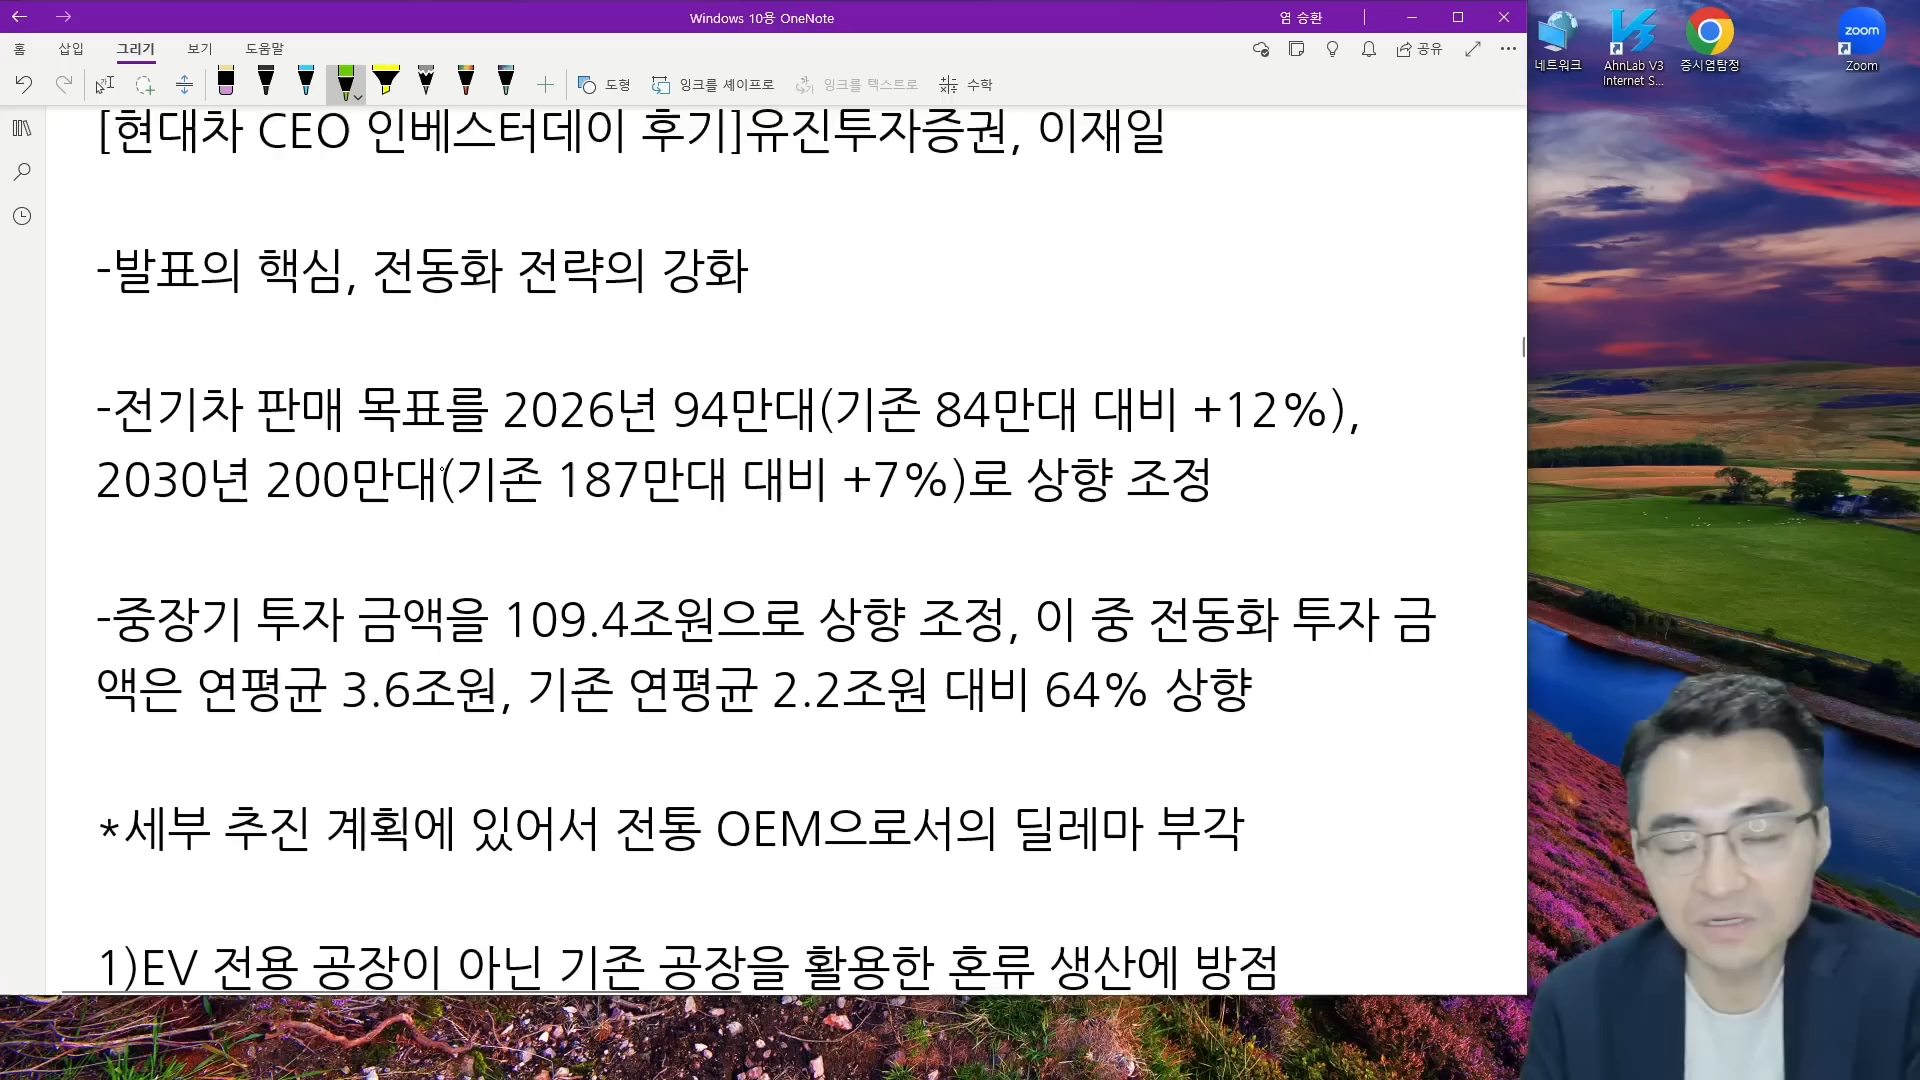 Windows 10용 OneNote
염 승환
홈 삽입 그리기 보기 도움말
공유
도형 잉크를 셰이프로 잉크를 텍스트로 수학
네트워크
AhnLab V3
Internet S...
증시염탐정
zoom
Zoom
[현대차 CEO 인베스터데이 후기]유진투자증권, 이재일
-발표의 핵심, 전동화 전략의 강화
-전기차 판매 목표를 2026년 94만대(기존 84만대 대비 +12%),
2030년 200만대(기존 187만대 대비 +7%)로 상향 조정
-중장기 투자 금액을 109.4조원으로 상향 조정, 이 중 전동화 투자 금
액은 연평균 3.6조원, 기존 연평균 2.2조원 대비 64% 상향
*세부 추진 계획에 있어서 전통 OEM으로서의 딜레마 부각
1)EV 전용 공장이 아닌 기존 공장을 활용한 혼류 생산에 방점